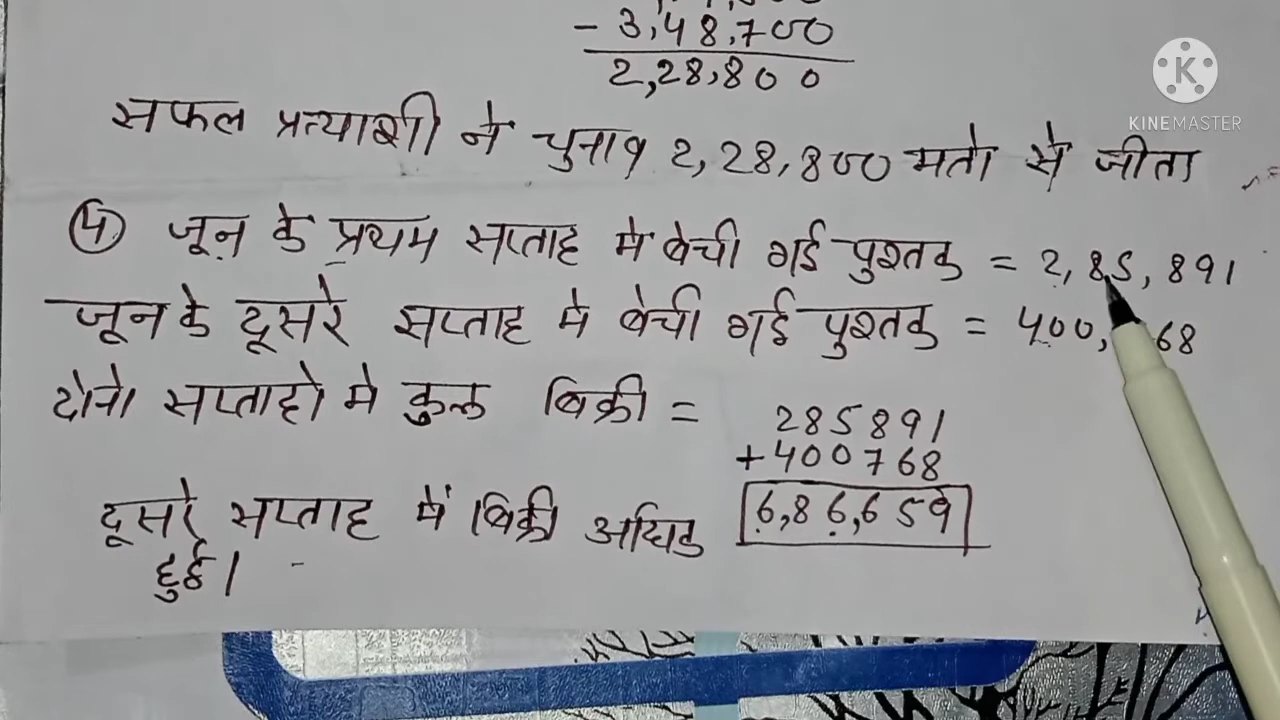 - 3,48,700
2,28,800
K
KINEMASTER
सफल प्रत्याशी ने चुनाव 2,28,800 मतो से जीता
④ जून के प्रथम सप्ताह मे बेची गई पुस्तक = 2,85,891
जून के दूसरे सप्ताह मे बेची गई पुस्तक = 400, 68
दोनो सप्ताहो मे कुल बिक्री =
285891
+400768
6,86,659
दूसरे सप्ताह में बिक्री अधिक
हुई।